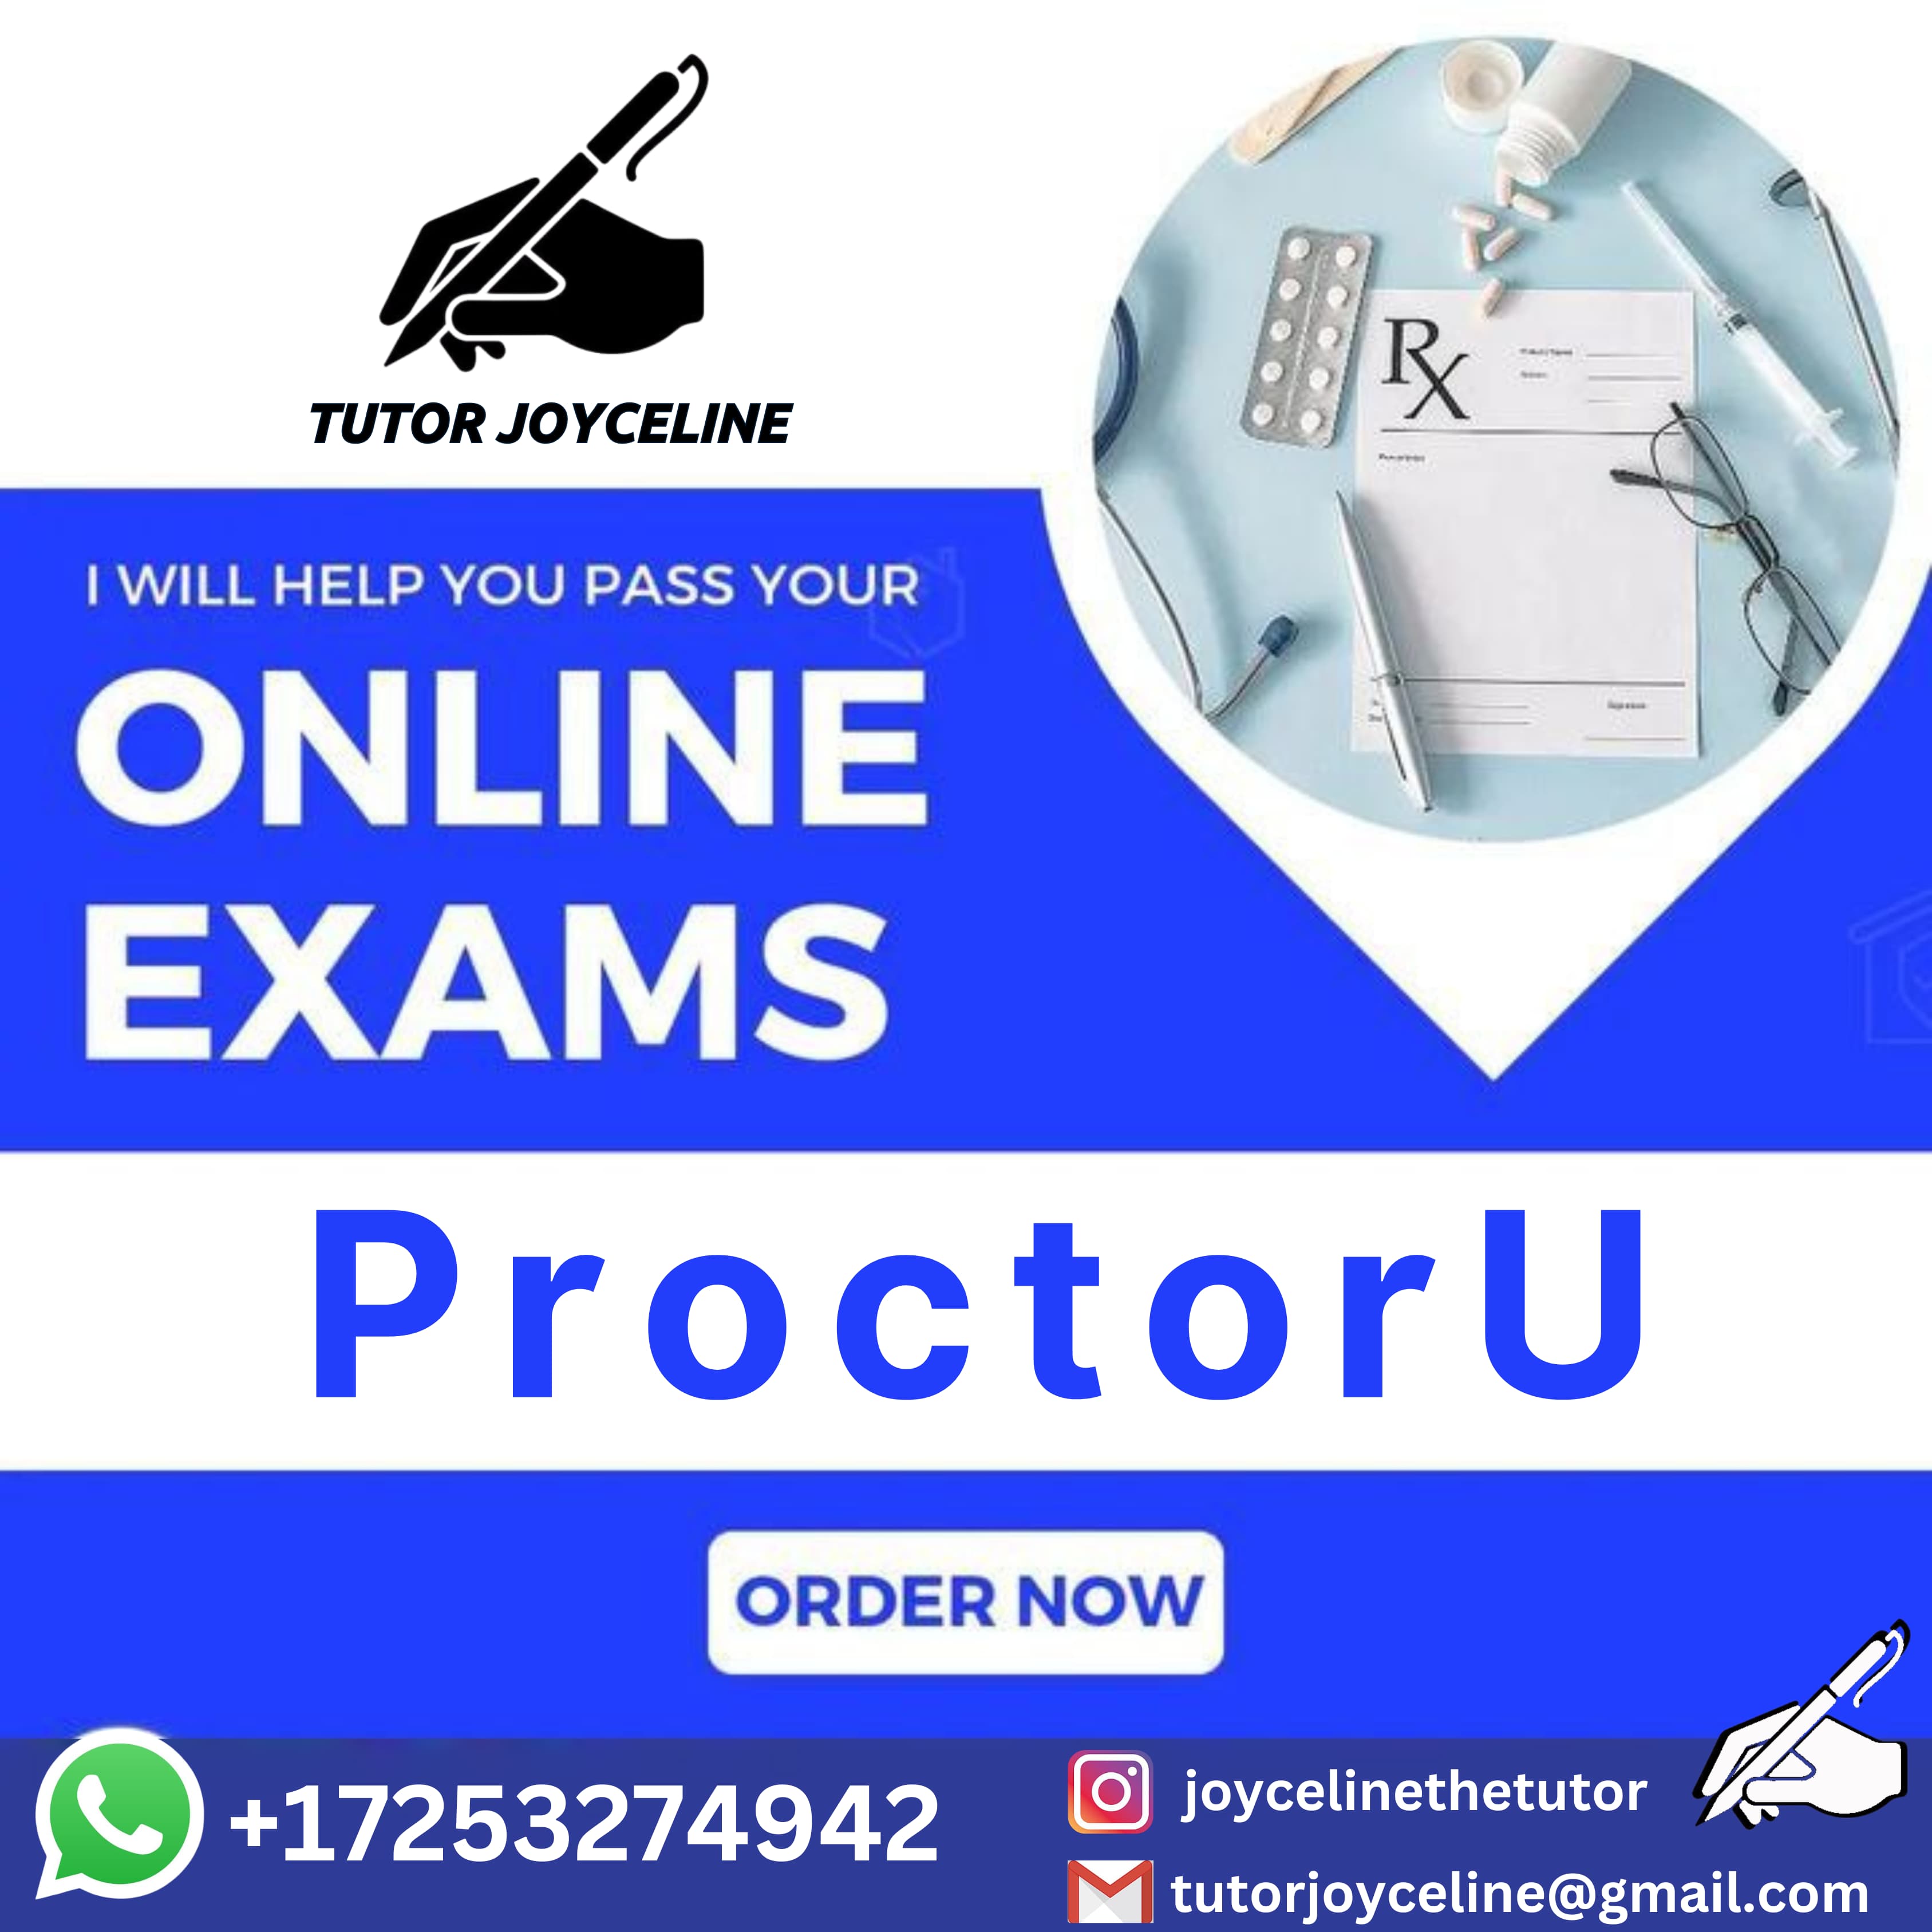 TUTOR JOYCELINE
Rx
I WILL HELP YOU PASS YOUR
ONLINE
EXAMS
ProctorU
ORDER NOW
+17253274942
joycelinethetutor
tutorjoyceline@gmail.com